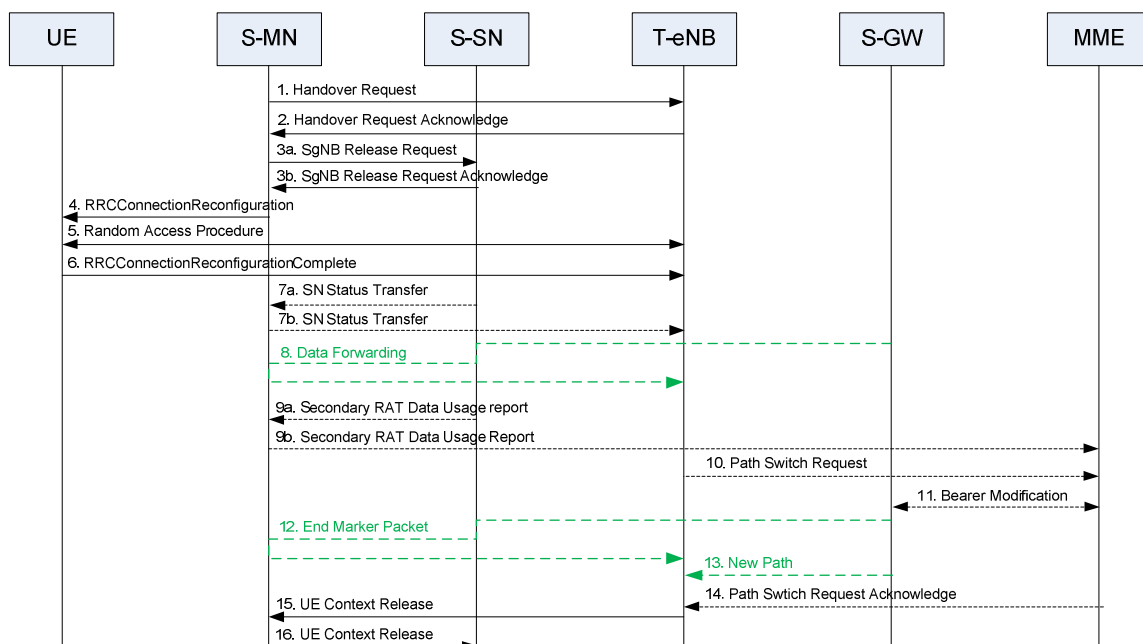 UE
S-MN
S-SN
T-eNB
S-GW
MME
1. Handover Request
2. Handover Request Acknowledge
3a. SgNB Release Request
3b. SgNB Release Request Acknowledge
4. RRCConnectionReconfiguration
5. Random Access Procedure
6. RRCConnectionReconfigurationComplete
7a. SN Status Transfer
7b. SN Status Transfer
8. Data Forwarding
9a. Secondary RAT Data Usage report
9b. Secondary RAT Data Usage Report
10. Path Switch Request
11. Bearer Modification
12. End Marker Packet
13. New Path
14. Path Swtich Request Acknowledge
15. UE Context Release
16. UE Context Release